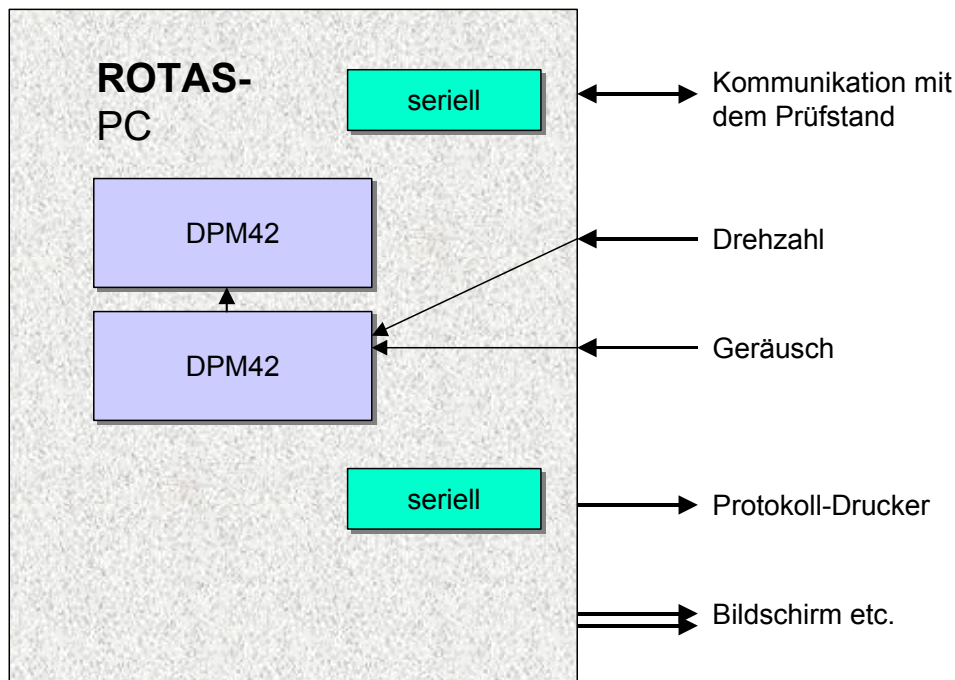 ROTAS-
PC
seriell
Kommunikation mit
dem Prüfstand
DPM42
Drehzahl
DPM42
Geräusch
seriell
Protokoll-Drucker
Bildschirm etc.